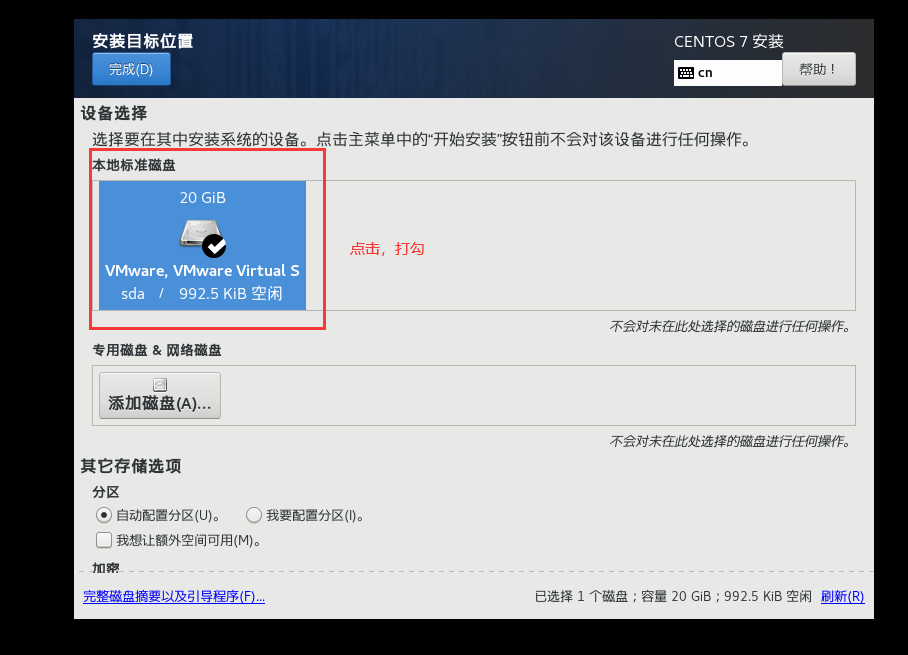 安装目标位置
CENTOS 7 安装
完成(D)
cn
帮助！
设备选择
选择要在其中安装系统的设备。点击主菜单中的“开始安装”按钮前不会对该设备进行任何操作。
本地标准磁盘
20 GiB
VMware, VMware Virtual S
sda / 992.5 KiB 空闲
点击，打勾
不会对未在此处选择的磁盘进行任何操作。
专用磁盘 & 网络磁盘
添加磁盘(A)...
不会对未在此处选择的磁盘进行任何操作。
其它存储选项
分区
自动配置分区(U)。 我要配置分区(I)。
我想让额外空间可用(M)。
加密
完整磁盘摘要以及引导程序(F)...
已选择 1 个磁盘；容量 20 GiB；992.5 KiB 空闲 刷新(R)